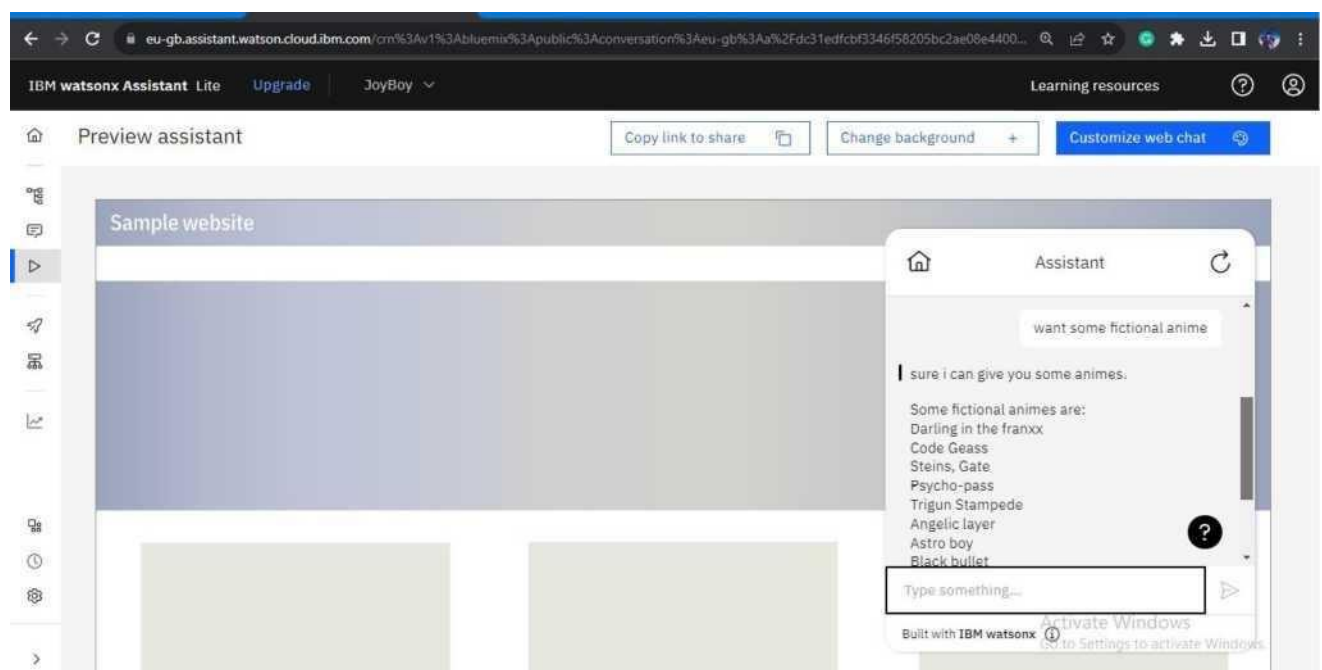 eu-gb.assistant.watson.cloud.ibm.com/crn%3Av1%3Abluemix%3Apublic%3Aconversation%3Aeu-gb%3Aa%2Fdc31edfcbf3346f58205bc2ae08e4400...
IBM watsonx Assistant Lite Upgrade JoyBoy Learning resources
Preview assistant Copy link to share Change background + Customize web chat
Sample website
Assistant
want some fictional anime
sure i can give you some animes.
Some fictional animes are:
Darling in the franxx
Code Geass
Steins, Gate
Psycho-pass
Trigun Stampede
Angelic layer
Astro boy
Black bullet
?
Type something...
Built with IBM watsonx
Activate Windows
Go to Settings to activate Windows.